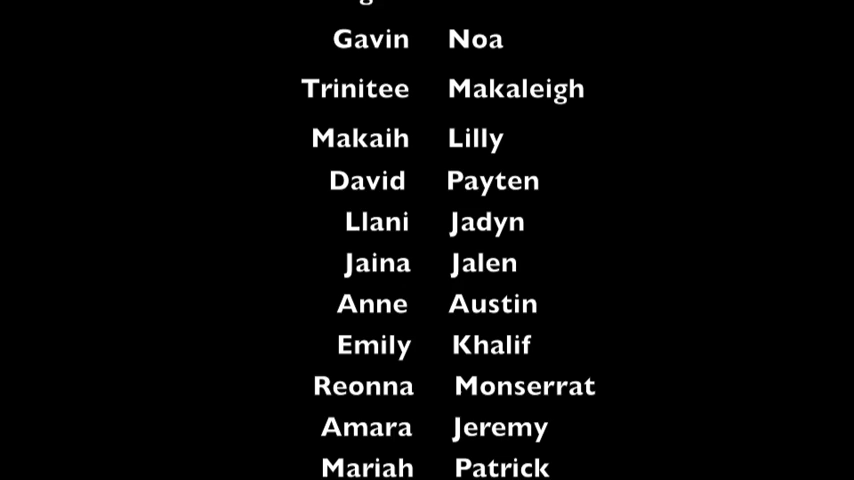 Gavin Noa
Trinitee Makaleigh
Makaih Lilly
David Payten
Llani Jadyn
Jaina Jalen
Anne Austin
Emily Khalif
Reonna Monserrat
Amara Jeremy
Mariah Patrick